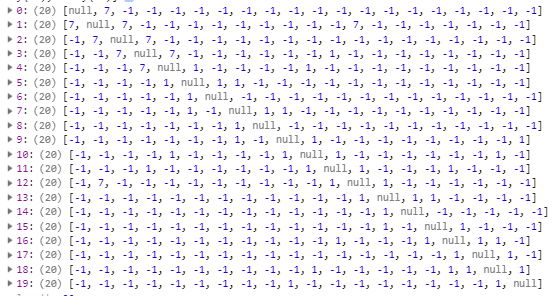 0: (20) [null, 7, -1, -1, -1, -1, -1, -1, -1, -1, -1, -1, -1, -1, -1, -1, -1, -1, -1, -1]
1: (20) [7, null, 7, -1, -1, -1, -1, -1, -1, -1, -1, -1, 7, -1, -1, -1, -1, -1, -1, -1]
2: (20) [-1, 7, null, 7, -1, -1, -1, -1, -1, -1, -1, -1, -1, -1, -1, -1, -1, -1, -1, -1]
3: (20) [-1, -1, 7, null, 7, -1, -1, -1, -1, -1, -1, 1, -1, -1, -1, -1, -1, -1, -1, -1]
4: (20) [-1, -1, -1, 7, null, 1, -1, -1, -1, -1, 1, -1, -1, -1, -1, -1, -1, -1, -1, -1]
5: (20) [-1, -1, -1, -1, 1, null, 1, 1, -1, -1, -1, -1, -1, -1, -1, -1, -1, -1, -1, -1]
6: (20) [-1, -1, -1, -1, -1, 1, null, -1, -1, -1, -1, -1, -1, -1, -1, -1, -1, -1, -1, -1]
7: (20) [-1, -1, -1, -1, -1, 1, -1, null, 1, 1, -1, -1, -1, -1, -1, -1, -1, -1, -1, -1]
8: (20) [-1, -1, -1, -1, -1, -1, -1, 1, null, -1, -1, -1, -1, -1, -1, -1, -1, -1, -1, -1]
9: (20) [-1, -1, -1, -1, -1, -1, -1, 1, -1, null, 1, -1, -1, -1, -1, -1, -1, -1, -1, 1]
10: (20) [-1, -1, -1, -1, 1, -1, -1, -1, -1, 1, null, 1, -1, -1, -1, -1, -1, -1, 1, -1]
11: (20) [-1, -1, -1, 1, -1, -1, -1, -1, -1, -1, 1, null, 1, -1, -1, -1, 1, -1, -1, -1]
12: (20) [-1, 7, -1, -1, -1, -1, -1, -1, -1, -1, -1, 1, null, 1, -1, -1, -1, -1, -1, -1]
13: (20) [-1, -1, -1, -1, -1, -1, -1, -1, -1, -1, -1, -1, 1, null, 1, 1, -1, -1, -1, -1]
14: (20) [-1, -1, -1, -1, -1, -1, -1, -1, -1, -1, -1, -1, -1, 1, null, -1, -1, -1, -1, -1]
15: (20) [-1, -1, -1, -1, -1, -1, -1, -1, -1, -1, -1, -1, -1, 1, -1, null, 1, 1, -1, -1]
16: (20) [-1, -1, -1, -1, -1, -1, -1, -1, -1, -1, -1, 1, -1, -1, -1, 1, null, 1, 1, -1]
17: (20) [-1, -1, -1, -1, -1, -1, -1, -1, -1, -1, -1, -1, -1, -1, -1, 1, 1, null, 1, -1]
18: (20) [-1, -1, -1, -1, -1, -1, -1, -1, -1, -1, 1, -1, -1, -1, -1, -1, 1, 1, null, 1]
19: (20) [-1, -1, -1, -1, -1, -1, -1, -1, -1, 1, -1, -1, -1, -1, -1, -1, -1, -1, 1, null]